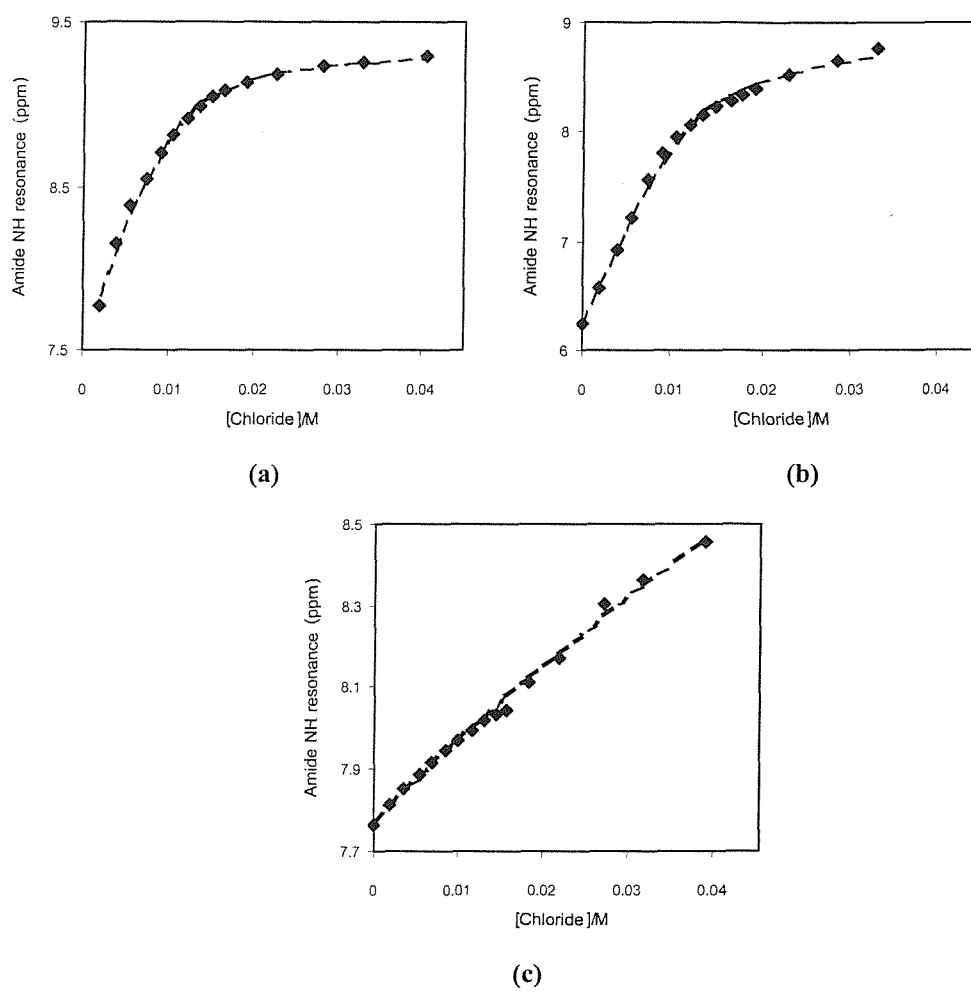 9.5
8.5
7.5
Amide NH resonance (ppm)
0 0.01 0.02 0.03 0.04
[Chloride]/M
(a)
9
8
7
6
Amide NH resonance (ppm)
0 0.01 0.02 0.03 0.04
[Chloride]/M
(b)
8.5
8.3
8.1
7.9
7.7
Amide NH resonance (ppm)
0 0.01 0.02 0.03 0.04
[Chloride]/M
(c)